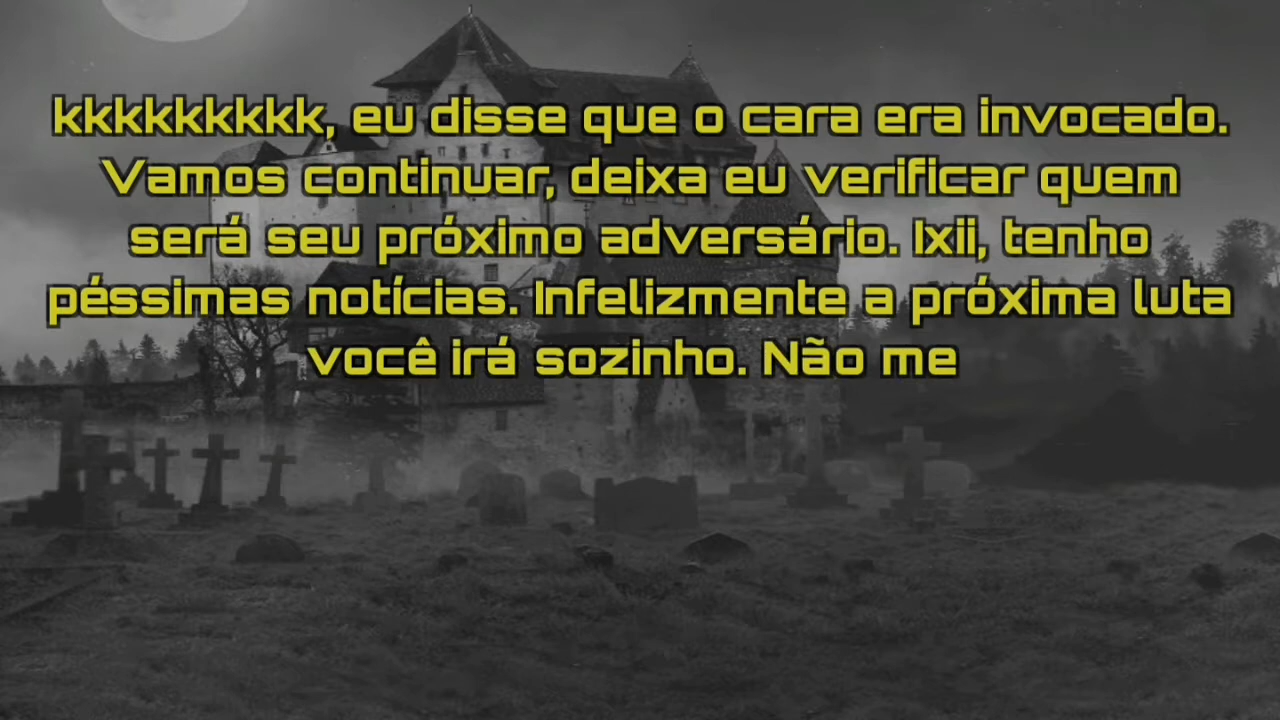 kkkkkkkkk, eu disse que o cara era invocado.
Vamos continuar, deixa eu verificar quem
será seu próximo adversário. Ixii, tenho
péssimas notícias. Infelizmente a próxima luta
você irá sozinho. Não me